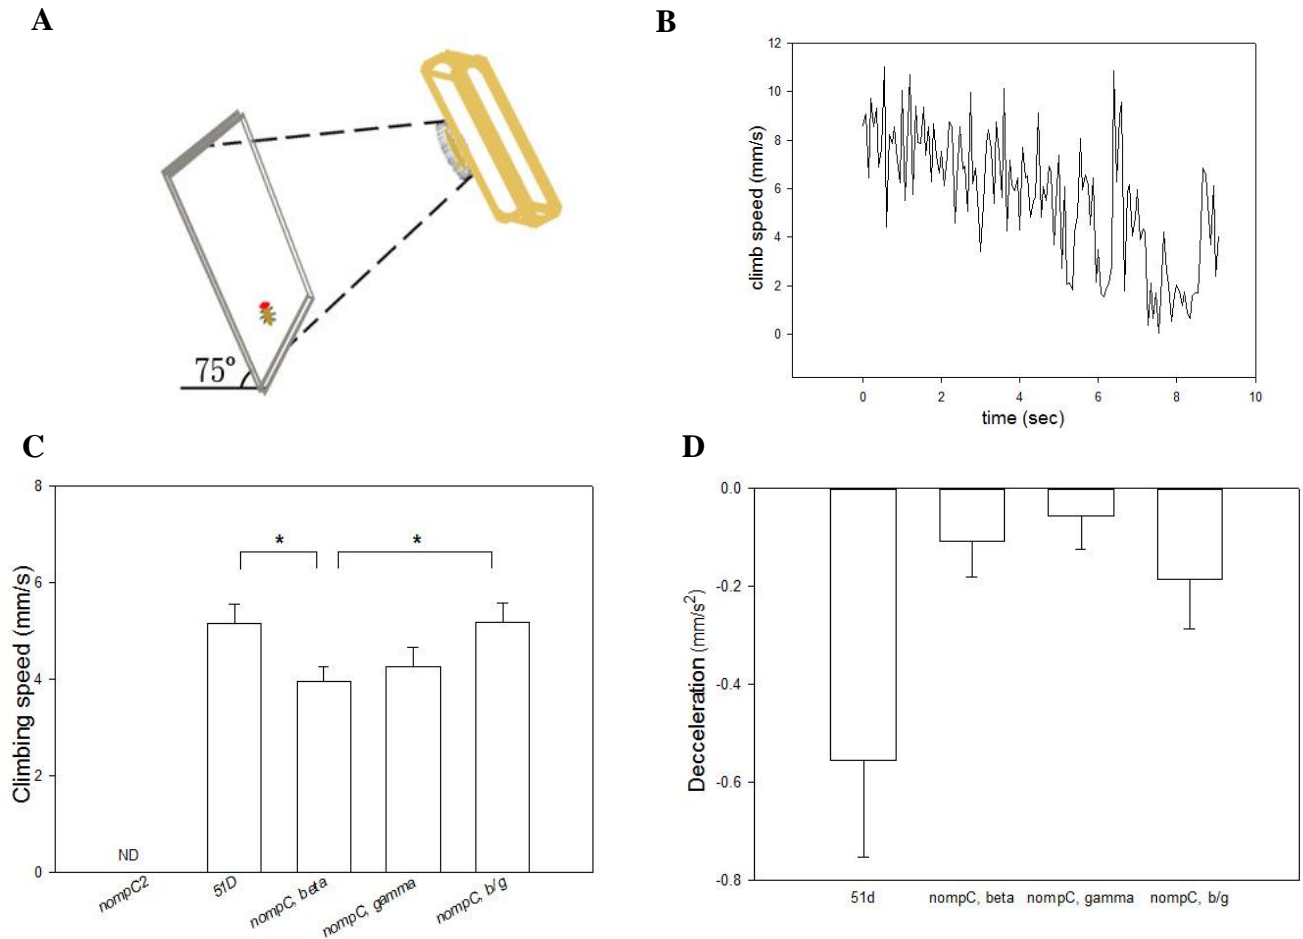 A
75°
B
12
10
8
6
4
2
0
climb speed (mm/s)
0 2 4 6 8 10
time (sec)
C
8
6
4
2
0
Climbing speed (mm/s)
* *
ND
nompC2 51D nompC, beta nompC, gamma nompC, b/g
D
0.0
-0.2
-0.4
-0.6
-0.8
Decceleration (mm/s²)
51d nompC, beta nompC, gamma nompC, b/g